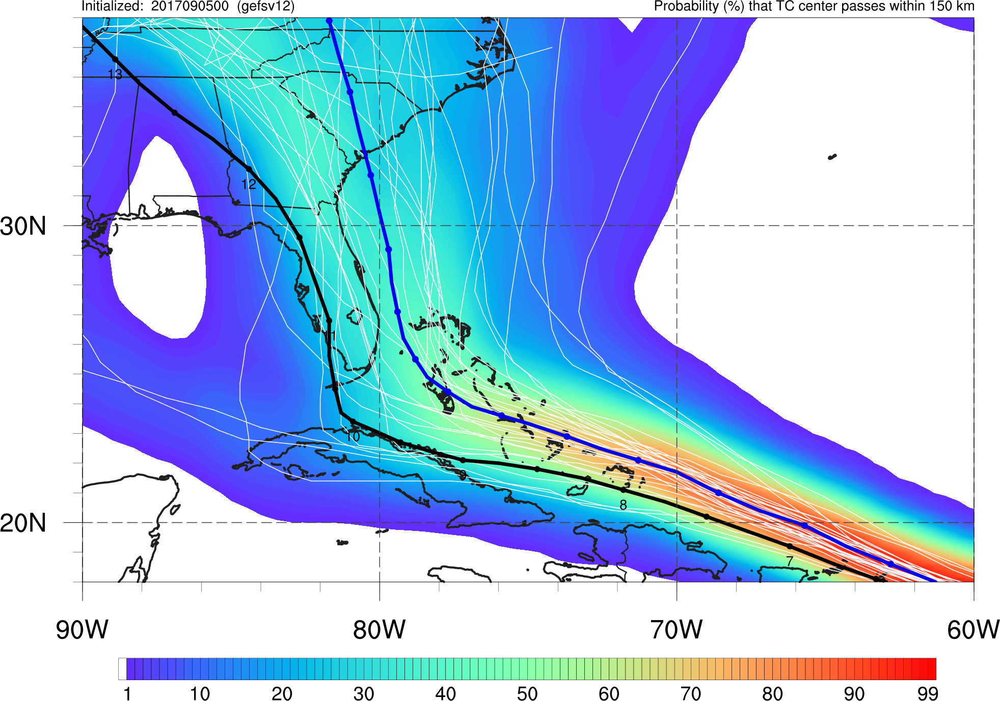 Initialized: 2017090500 (gefsv12)
Probability (%) that TC center passes within 150 km
13
12
30N
11
10
9
8
20N
7
90W 80W 70W 60W
1 10 20 30 40 50 60 70 80 90 99